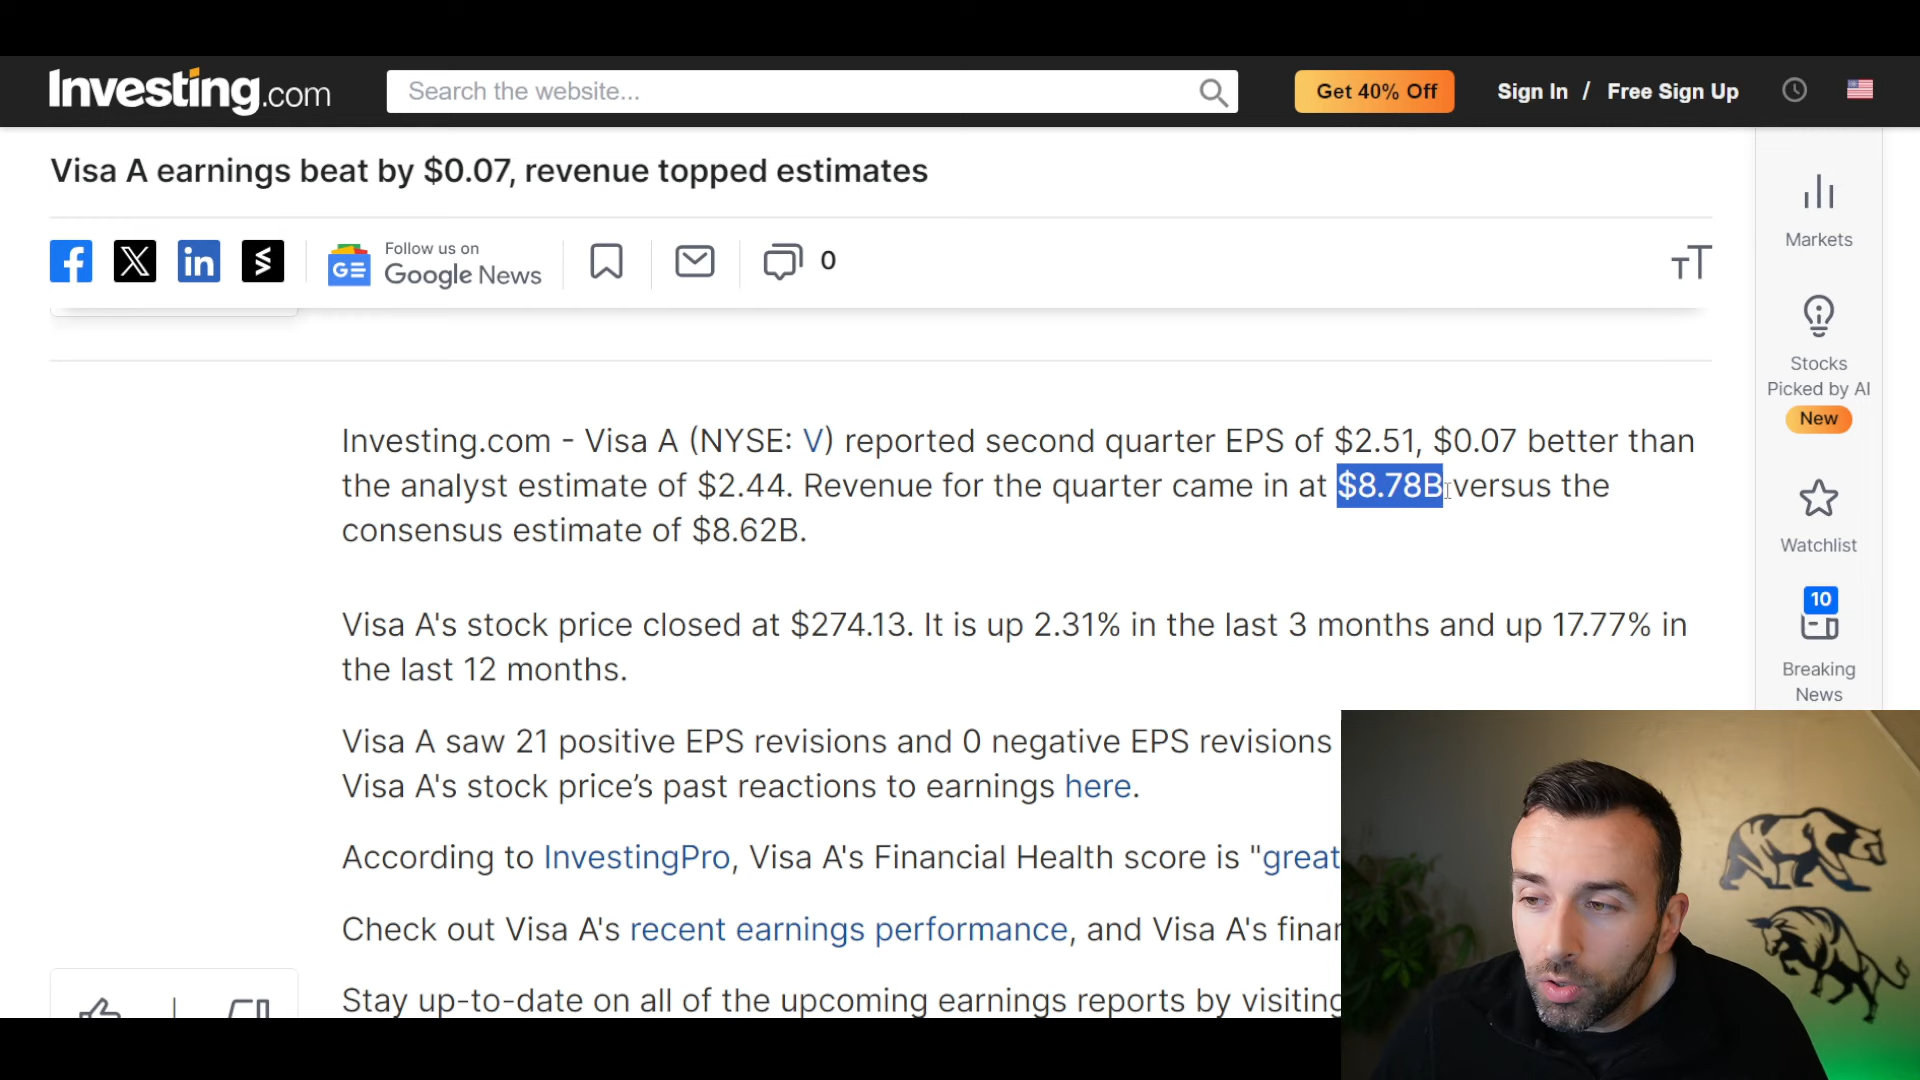 Investing.com
Search the website...
Get 40% Off
Sign In / Free Sign Up
Visa A earnings beat by $0.07, revenue topped estimates
Follow us on
Google News
GE
0
TT
Markets
Stocks
Picked by AI
New
Watchlist
10
Breaking
News
Investing.com - Visa A (NYSE: V) reported second quarter EPS of $2.51, $0.07 better than
the analyst estimate of $2.44. Revenue for the quarter came in at $8.78B versus the
consensus estimate of $8.62B.
Visa A's stock price closed at $274.13. It is up 2.31% in the last 3 months and up 17.77% in
the last 12 months.
Visa A saw 21 positive EPS revisions and 0 negative EPS revisions
Visa A's stock price’s past reactions to earnings here.
According to InvestingPro, Visa A's Financial Health score is "great
Check out Visa A's recent earnings performance, and Visa A's finan
Stay up-to-date on all of the upcoming earnings reports by visiting